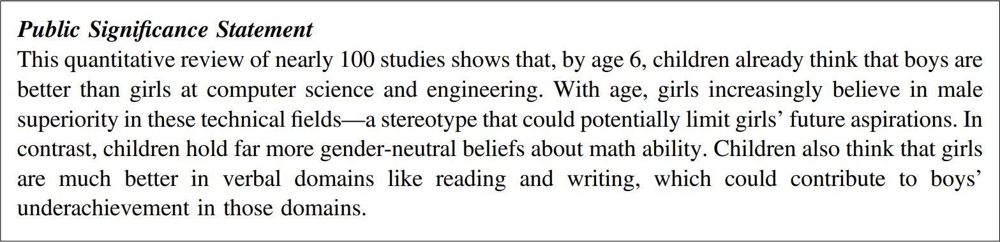 Public Significance Statement
This quantitative review of nearly 100 studies shows that, by age 6, children already think that boys are
better than girls at computer science and engineering. With age, girls increasingly believe in male
superiority in these technical fields—a stereotype that could potentially limit girls’ future aspirations. In
contrast, children hold far more gender-neutral beliefs about math ability. Children also think that girls
are much better in verbal domains like reading and writing, which could contribute to boys’
underachievement in those domains.